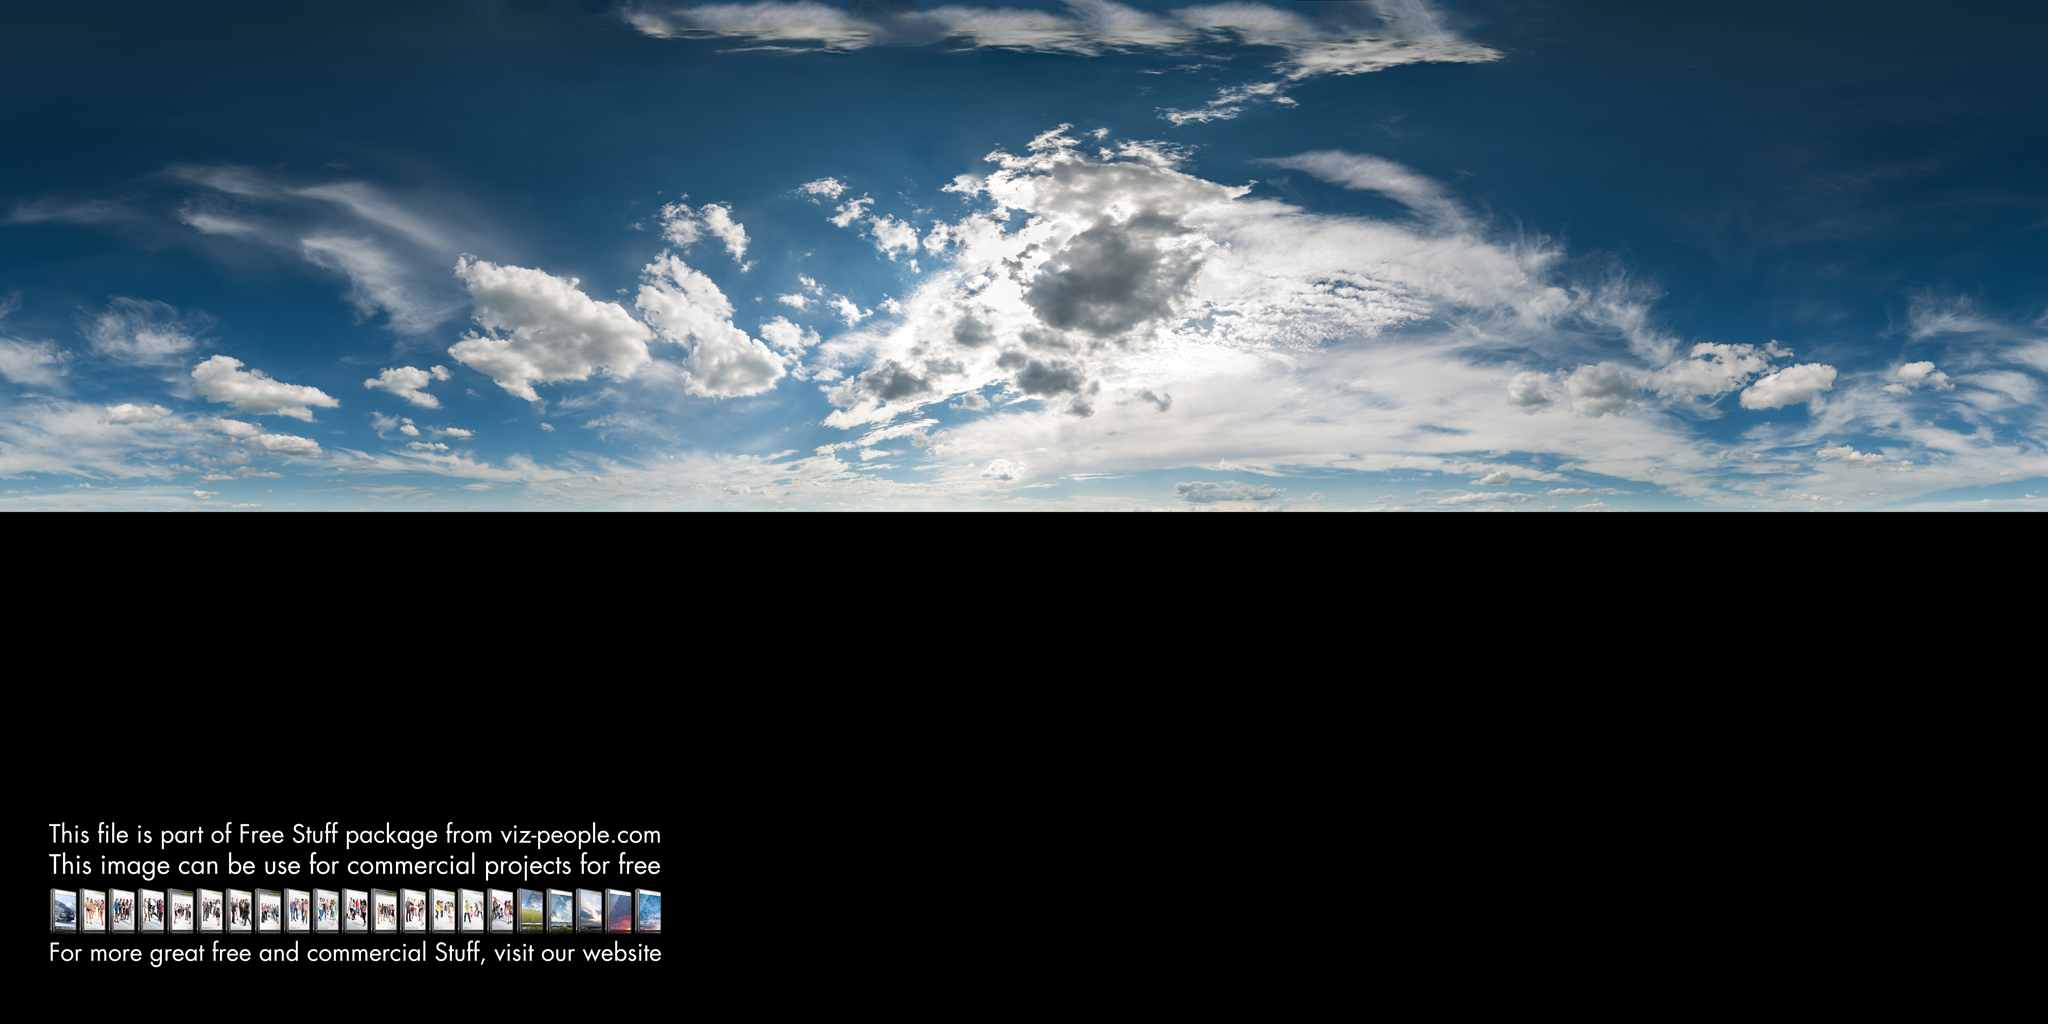 This file is part of Free Stuff package from viz-people.com
This image can be use for commercial projects for free
For more great free and commercial Stuff, visit our website